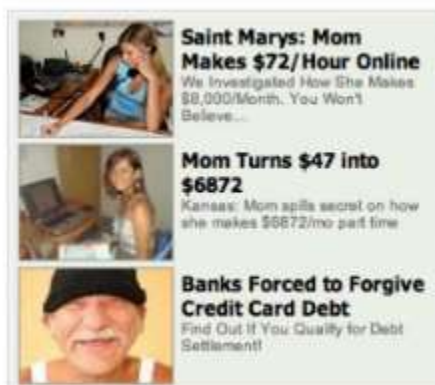 Saint Marys: Mom
Makes $72/Hour Online
We Investigated How She Makes
$8,000/Month. You Won't
Believe...
Mom Turns $47 into
$6872
Kansas: Mom spills secret on how
she makes $6872/mo part time
Banks Forced to Forgive
Credit Card Debt
Find Out If You Qualify for Debt
Settlement!